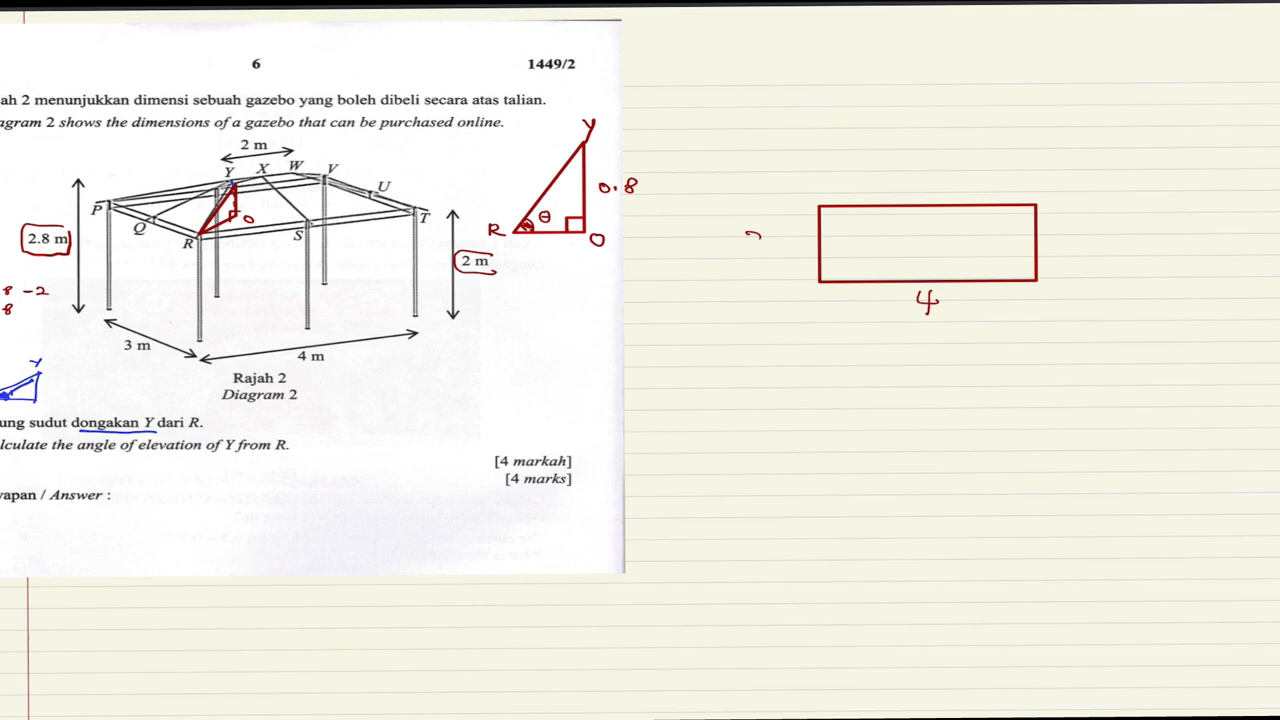 6
1449/2
ah 2 menunjukkan dimensi sebuah gazebo yang boleh dibeli secara atas talian.
agram 2 shows the dimensions of a gazebo that can be purchased online.
2 m
Y
X
W
V
U
P
Q
R
S
T
O
2.8 m
2 m
8 - 2
8
3 m
4 m
Y
Rajah 2
Diagram 2
ung sudut dongakan Y dari R.
lculate the angle of elevation of Y from R.
[4 markah]
[4 marks]
vapan / Answer :
Y
0.8
R
θ
O
4